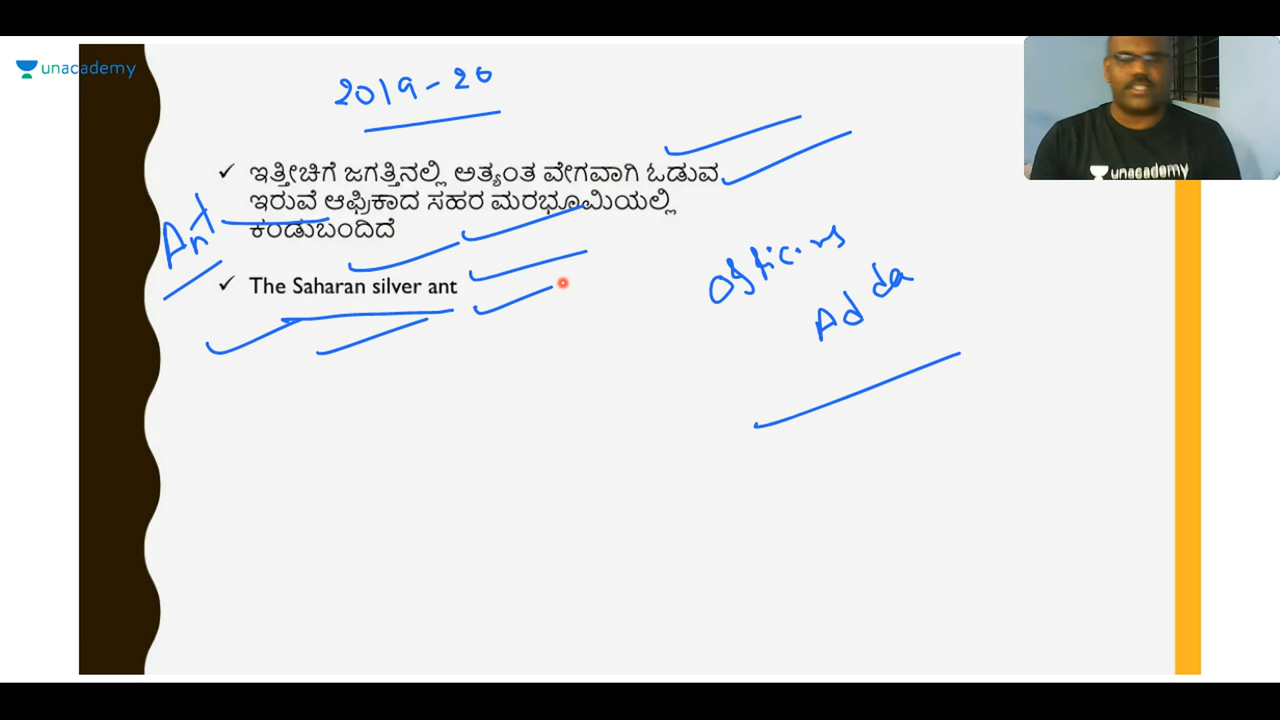 unacademy
2019-20
ಇತ್ತೀಚಿಗೆ ಜಗತ್ತಿನಲ್ಲಿ ಅತ್ಯಂತ ವೇಗವಾಗಿ ಓಡುವ
ಇರುವೆ ಆಫ್ರಿಕಾದ ಸಹರ ಮರಭೂಮಿಯಲ್ಲಿ
ಕಂಡುಬಂದಿದೆ
Ant
The Saharan silver ant
Officers
Adda
unacademy